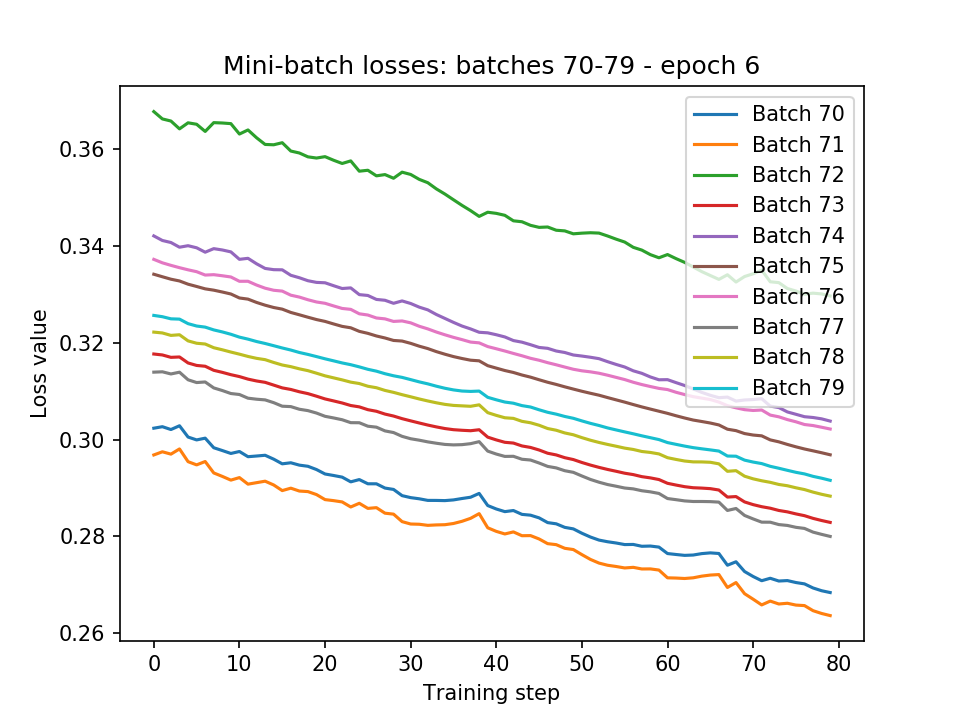 Mini-batch losses: batches 70-79 - epoch 6
Loss value
0.36
0.34
0.32
0.30
0.28
0.26
Batch 70
Batch 71
Batch 72
Batch 73
Batch 74
Batch 75
Batch 76
Batch 77
Batch 78
Batch 79
0 10 20 30 40 50 60 70 80
Training step